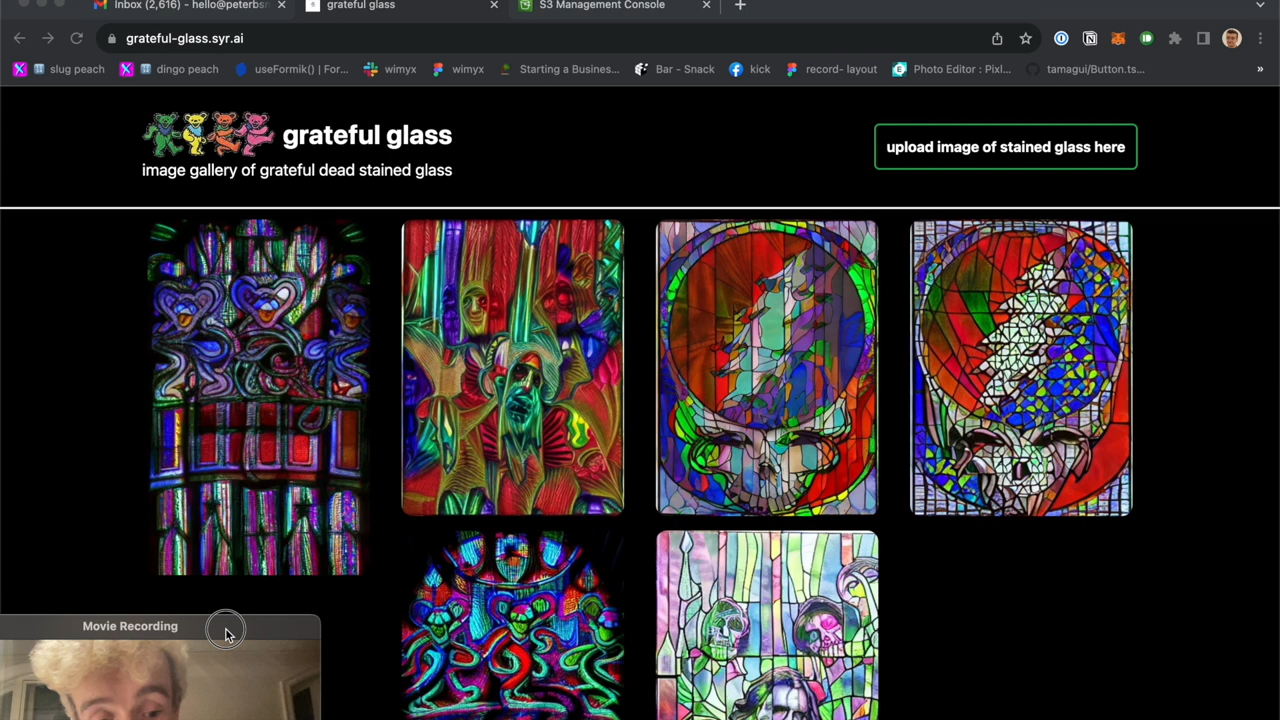 Inbox (2,616) - hello@peterbsn
grateful glass
S3 Management Console
grateful-glass.syr.ai
slug peach
dingo peach
useFormik() | For...
wimyx
wimyx
Starting a Busines...
Bar - Snack
kick
record- layout
Photo Editor : Pixl...
tamagui/Button.ts...
»
grateful glass
image gallery of grateful dead stained glass
upload image of stained glass here
Movie Recording